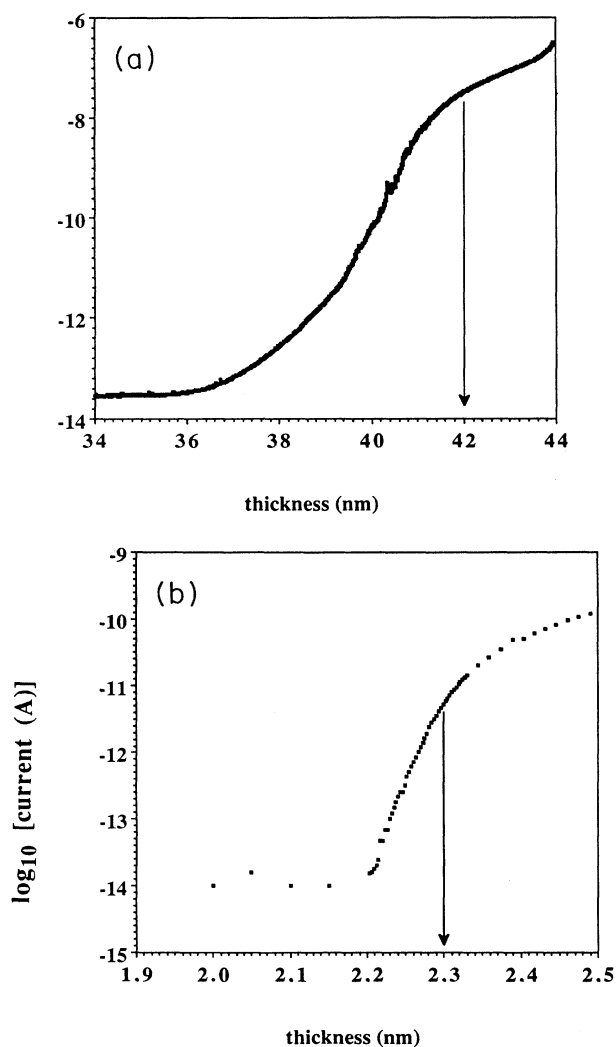 -6
(a)
-8
-10
-12
-14
34 36 38 40 42 44
thickness (nm)
-9
(b)
-10
-11
-12
-13
-14
-15
log10 [current (A)]
1.9 2.0 2.1 2.2 2.3 2.4 2.5
thickness (nm)